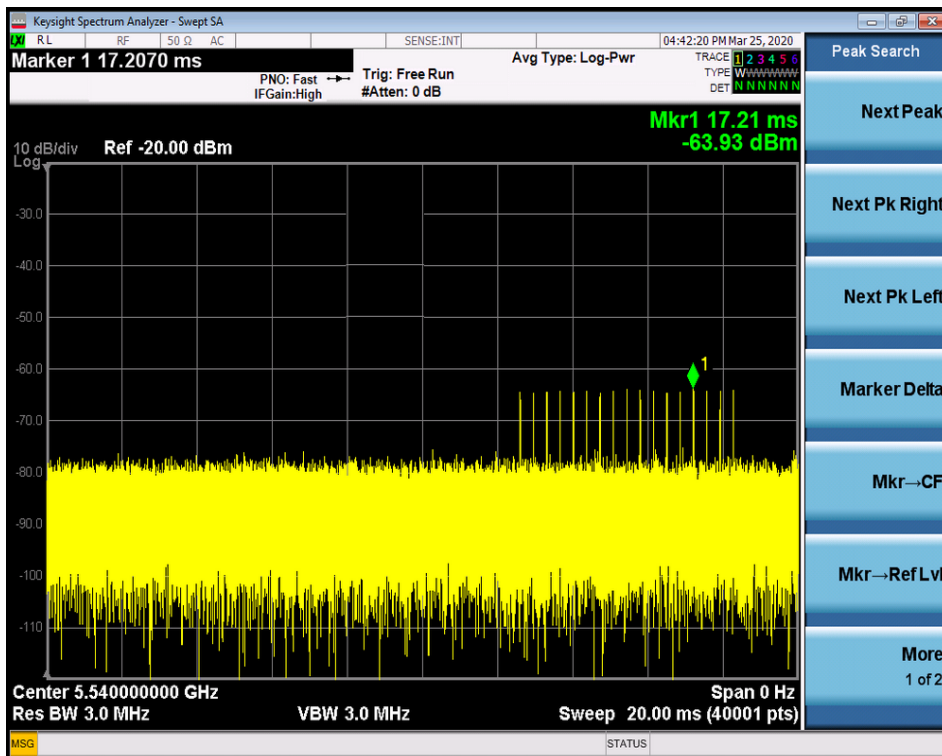 Keysight Spectrum Analyzer - Swept SA
LXI RL RF 50 Ω AC SENSE:INT 04:42:20 PM Mar 25, 2020
Marker 1 17.2070 ms
PNO: Fast
IFGain:High
Trig: Free Run
#Atten: 0 dB
Avg Type: Log-Pwr
TRACE 1 2 3 4 5 6
TYPE WWWWWW
DET N N N N N N
Mkr1 17.21 ms
-63.93 dBm
10 dB/div
Log
Ref -20.00 dBm
-30.0
-40.0
-50.0
-60.0
1
-70.0
-80.0
-90.0
-100
-110
Center 5.540000000 GHz
Span 0 Hz
Res BW 3.0 MHz
VBW 3.0 MHz
Sweep 20.00 ms (40001 pts)
MSG
STATUS
Peak Search
Next Peak
Next Pk Right
Next Pk Left
Marker Delta
Mkr→CF
Mkr→Ref Lvl
More
1 of 2